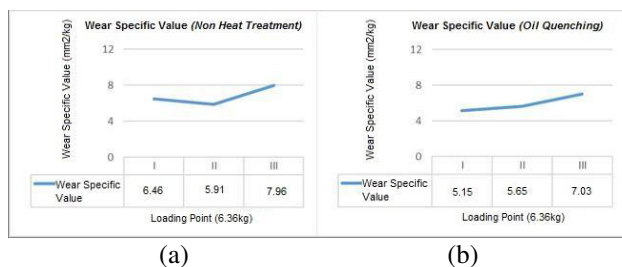 Wear Specific Value (Non Heat Treatment)
Wear Specific Value (mm2/kg)
12
8
4
0
I II III
Wear Specific Value 6.46 5.91 7.96
Loading Point (6.36kg)
(a)
Wear Specific Value (Oil Quenching)
Wear Specific Value (mm2/kg)
12
8
4
0
I II III
Wear Specific Value 5.15 5.65 7.03
Loading Point (6.36kg)
(b)